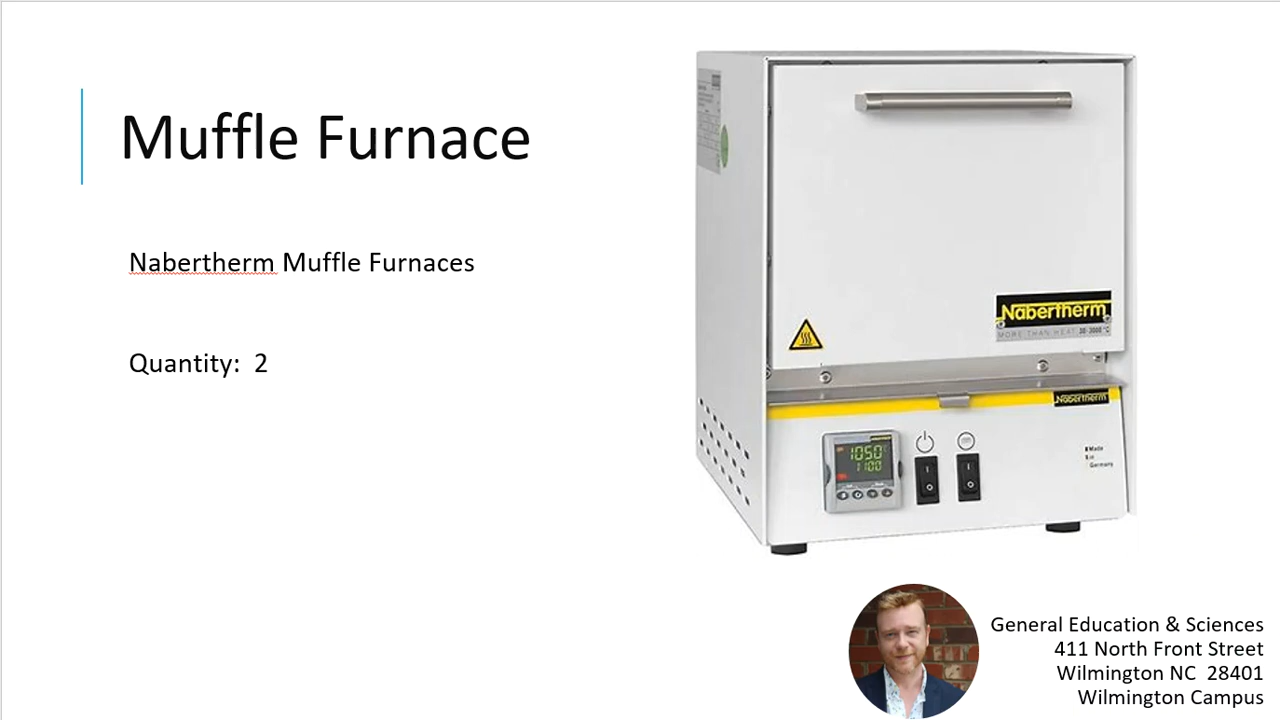 Muffle Furnace
Nabertherm Muffle Furnaces
Quantity:  2
Nabertherm
MORE THAN HEAT 30-3000 °C
Nabertherm
1050
1100
Made
in
Germany
General Education & Sciences
411 North Front Street
Wilmington NC  28401
Wilmington Campus